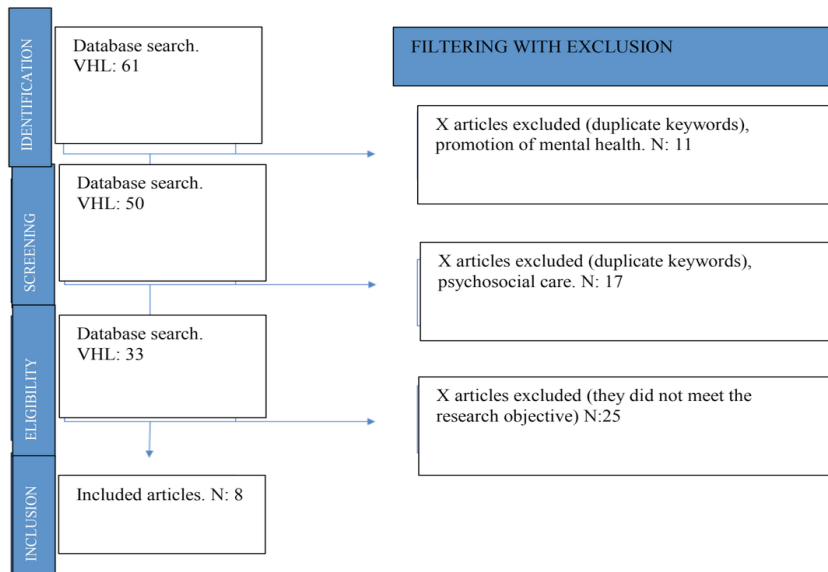 IDENTIFICATION
Database search.
VHL: 61
FILTERING WITH EXCLUSION
X articles excluded (duplicate keywords),
promotion of mental health. N: 11
SCREENING
Database search.
VHL: 50
X articles excluded (duplicate keywords),
psychosocial care. N: 17
ELIGIBILITY
Database search.
VHL: 33
X articles excluded (they did not meet the
research objective) N:25
INCLUSION
Included articles. N: 8